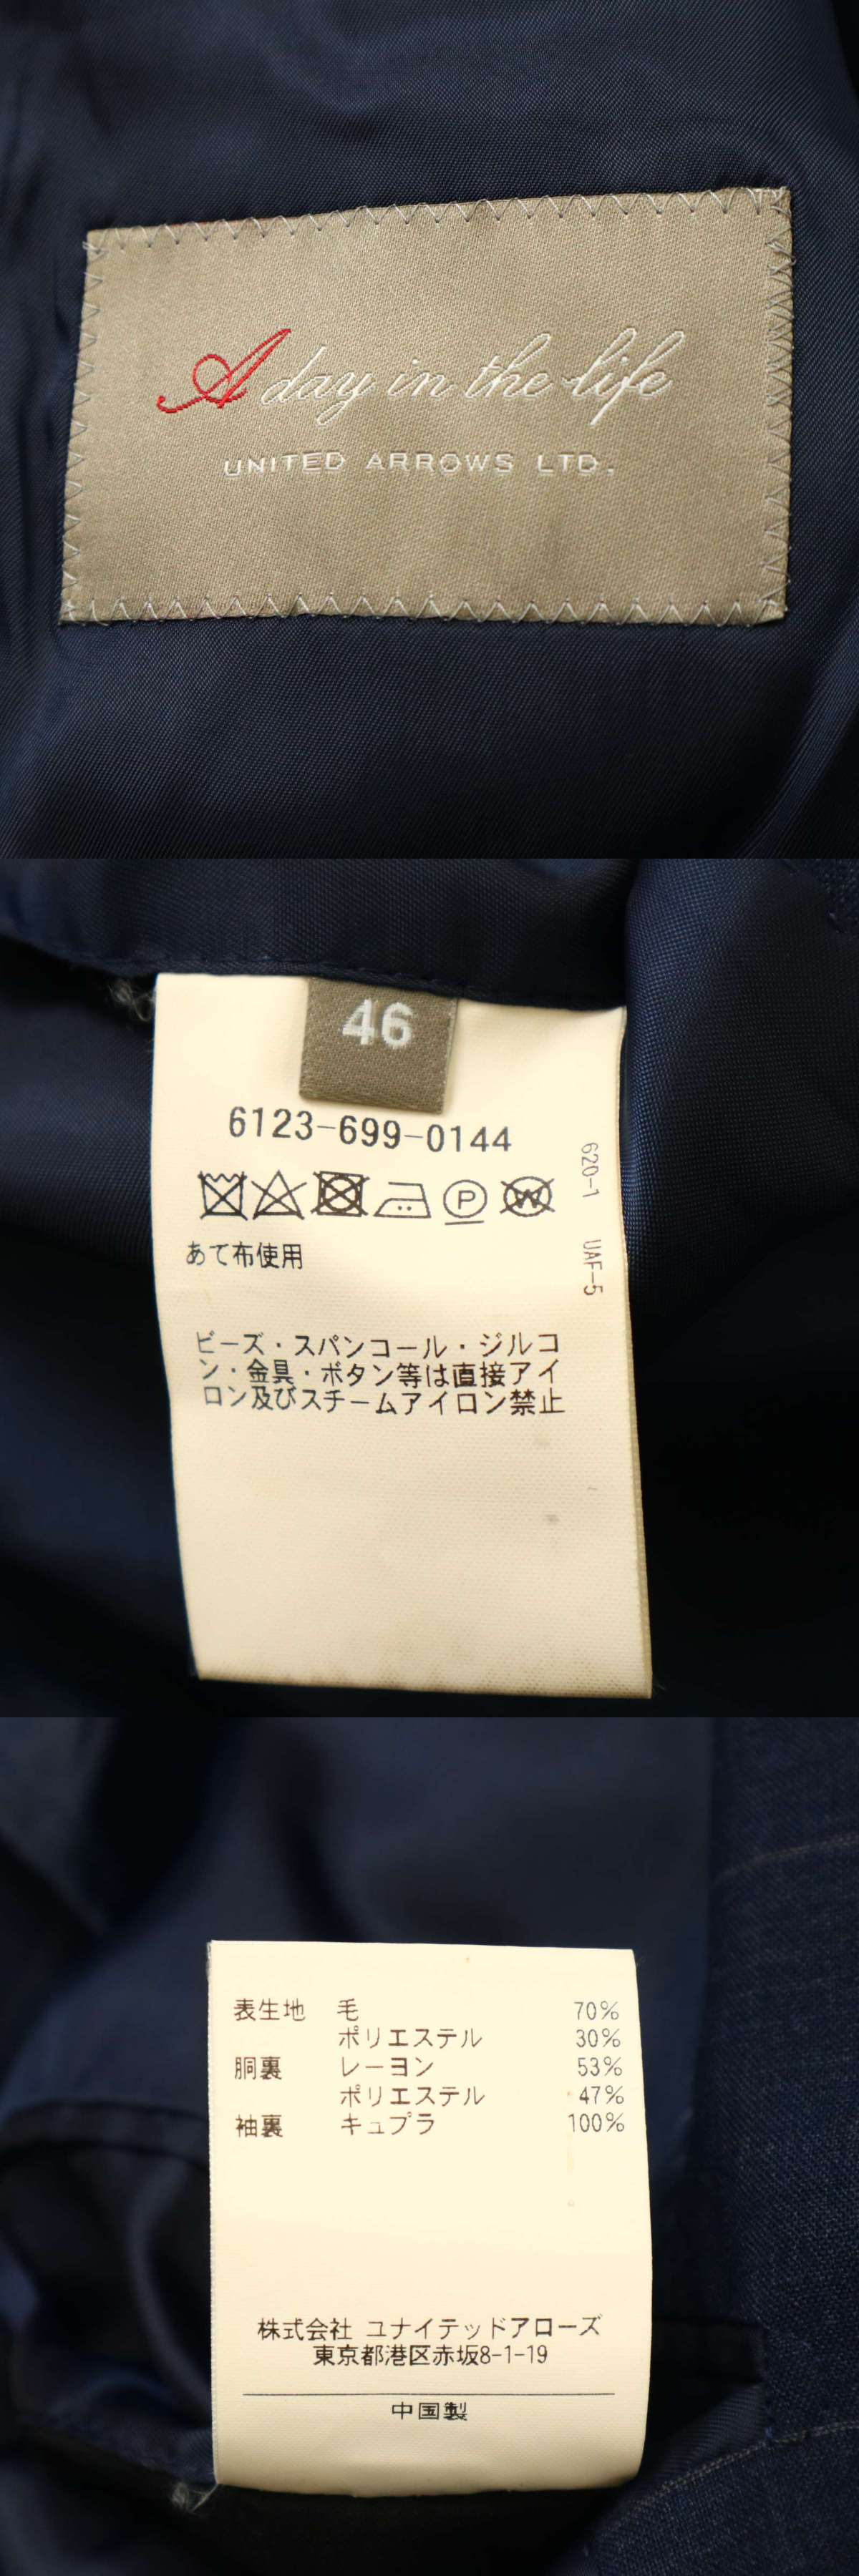 A day in the life
UNITED ARROWS LTD.
46
6123-699-0144
620-1 UAF-5
P
W
あて布使用
ビーズ・スパンコール・ジルコ
ン・金具・ボタン等は直接アイ
ロン及びスチームアイロン禁止
表生地 毛 70%
ポリエステル 30%
胴裏 レーヨン 53%
ポリエステル 47%
袖裏 キュプラ 100%
株式会社 ユナイテッドアローズ
東京都港区赤坂8-1-19
中国製